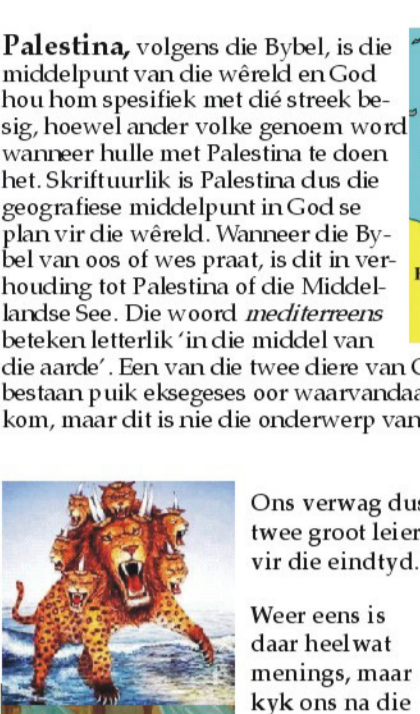 Palestina, volgens die Bybel, is die
middelpunt van die wêreld en God
hou hom spesifiek met dié streek be-
sig, hoewel ander volke genoem word
wanneer hulle met Palestina te doen
het. Skriftuurlik is Palestina dus die
geografiese middelpunt in God se
plan vir die wêreld. Wanneer die By-
bel van oos of wes praat, is dit in ver-
houding tot Palestina of die Middel-
landse See. Die woord mediterreens
beteken letterlik ‘in die middel van
die aarde’. Een van die twee diere van
bestaan puik eksegeses oor
kom, maar dit is nie die onderwerp van
Ons verwag dus
twee groot
vir die eindtyd.
Weer eens is
daar heelwat
menings, maar
kyk ons na die